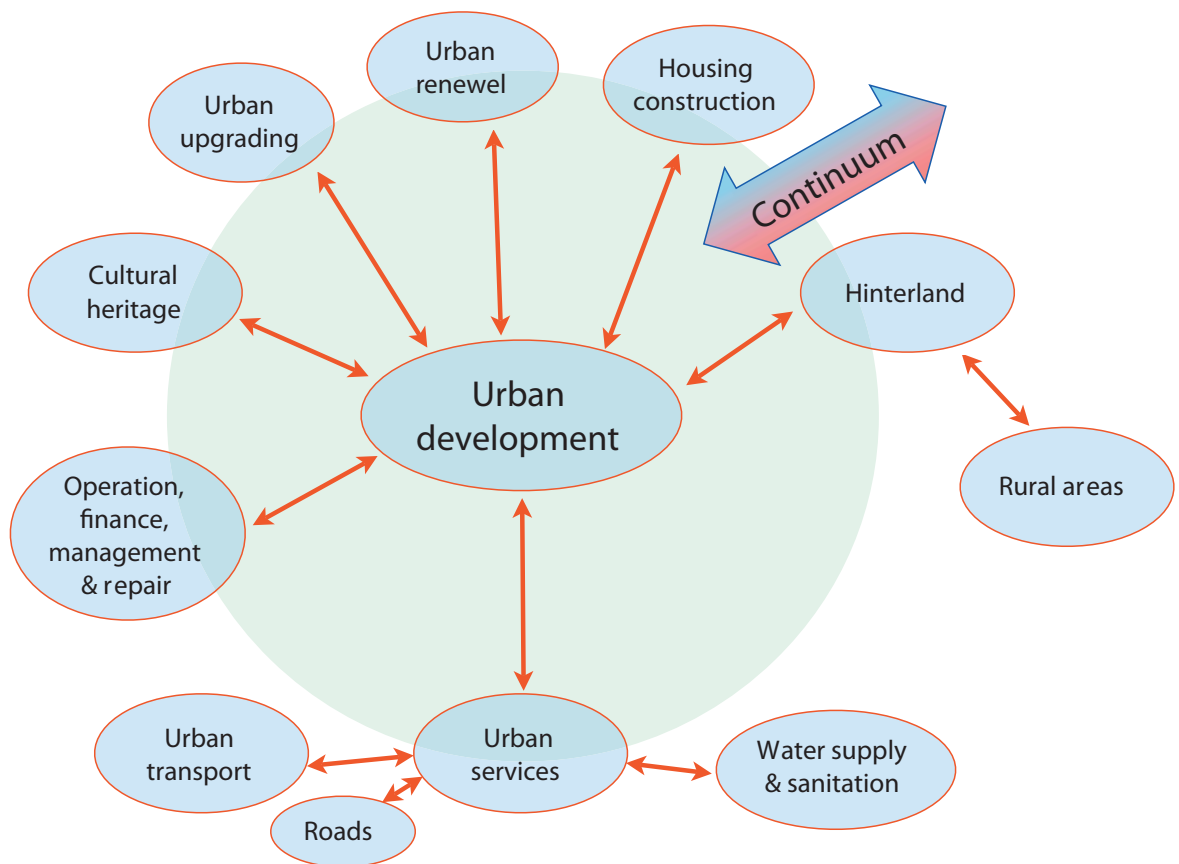 Urban
renewel
Housing
construction
Urban
upgrading
Continuum
Cultural
heritage
Hinterland
Urban
development
Operation,
finance,
management
& repair
Rural areas
Urban
transport
Urban
services
Water supply
& sanitation
Roads